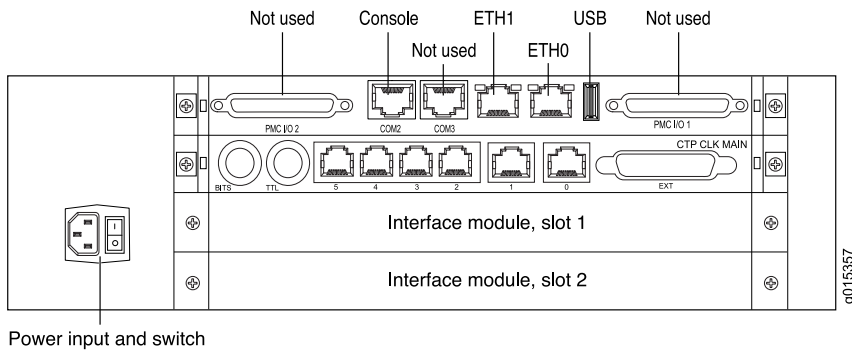 Not used
Console
ETH1
USB
Not used
Not used
ETH0
PMC I/O 2
COM2
COM3
PMC I/O 1
CTP CLK MAIN
BITS
TTL
5
4
3
2
1
0
EXT
I
O
Interface module, slot 1
Interface module, slot 2
g015357
Power input and switch